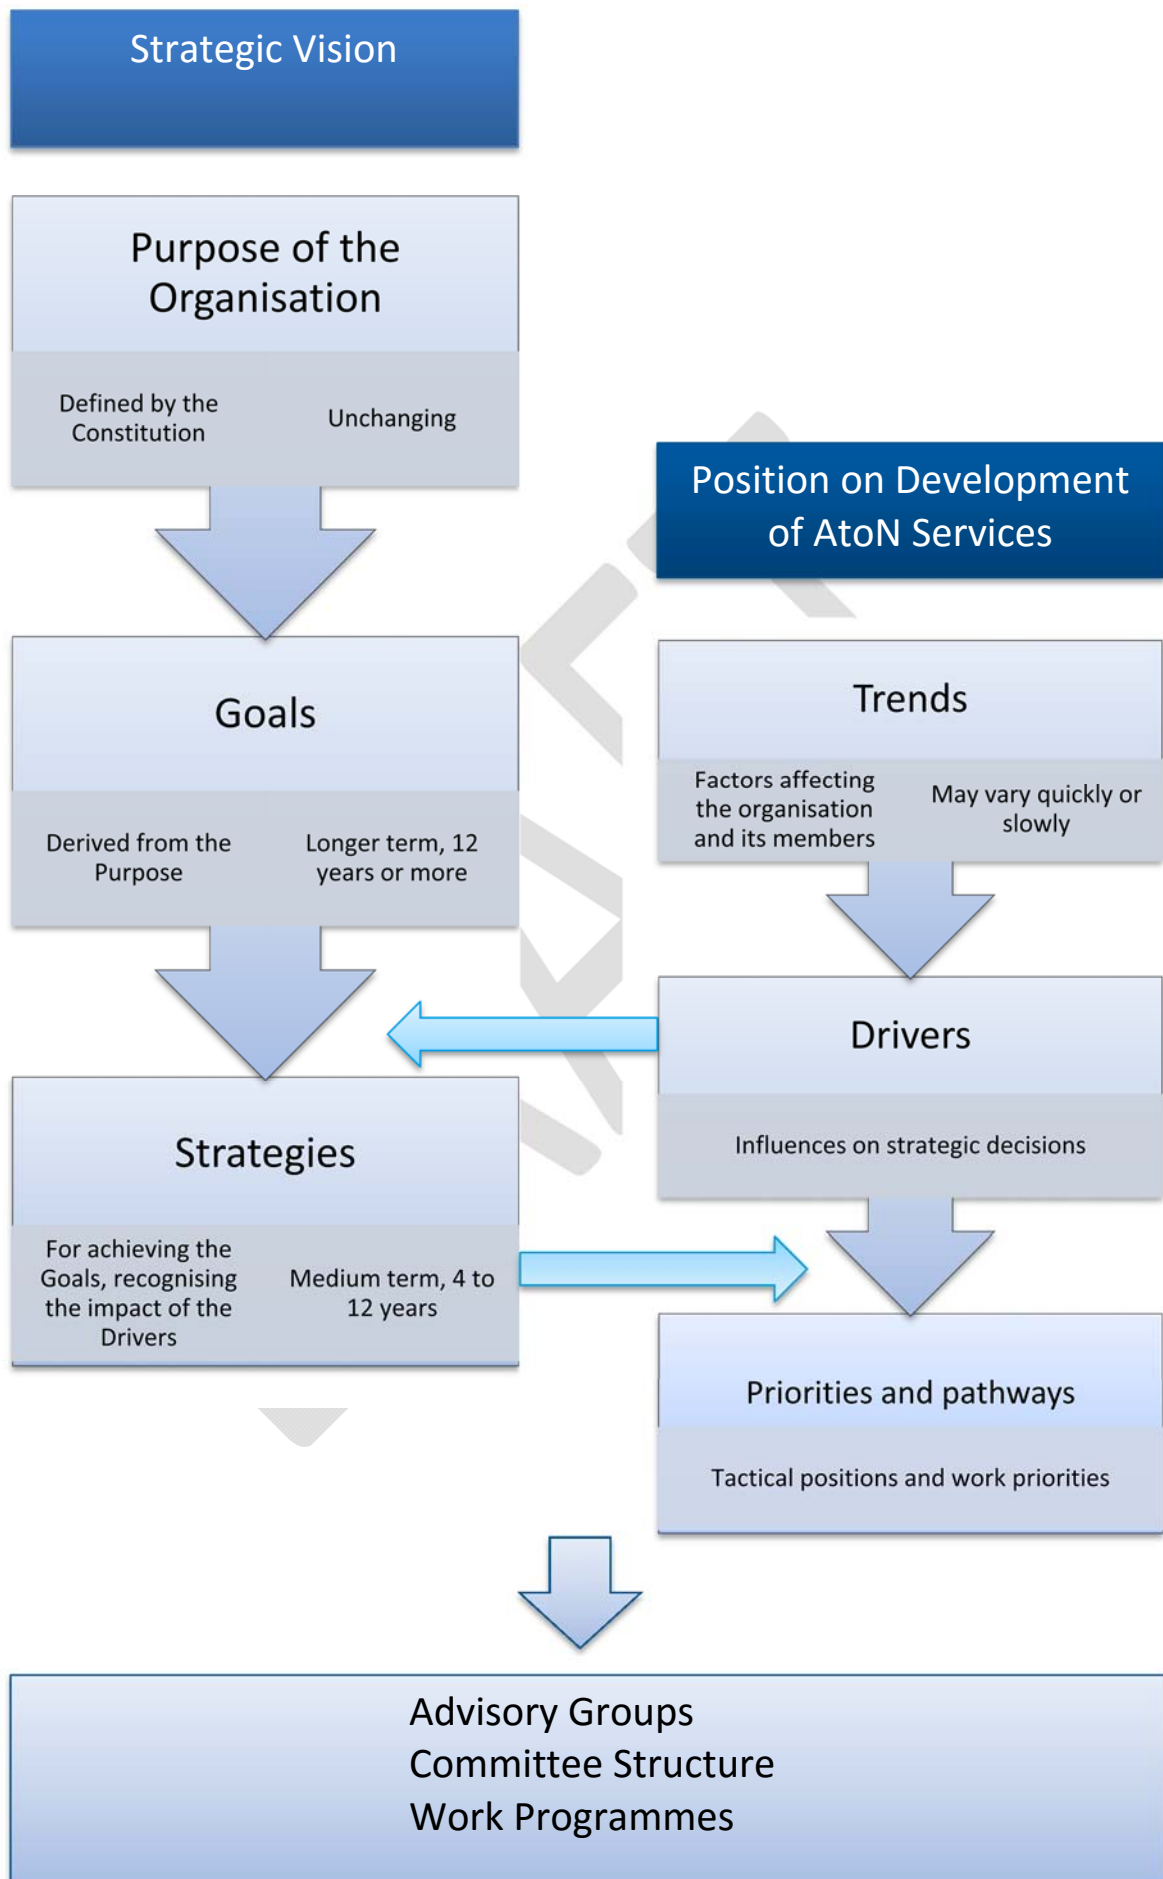 Strategic Vision
Purpose of the
Organisation
Defined by the
Constitution
Unchanging
Goals
Derived from the
Purpose
Longer term, 12
years or more
Strategies
For achieving the
Goals, recognising
the impact of the
Drivers
Medium term, 4 to
12 years
Position on Development
of AtoN Services
Trends
Factors affecting
the organisation
and its members
May vary quickly or
slowly
Drivers
Influences on strategic decisions
Priorities and pathways
Tactical positions and work priorities
Advisory Groups
Committee Structure
Work Programmes